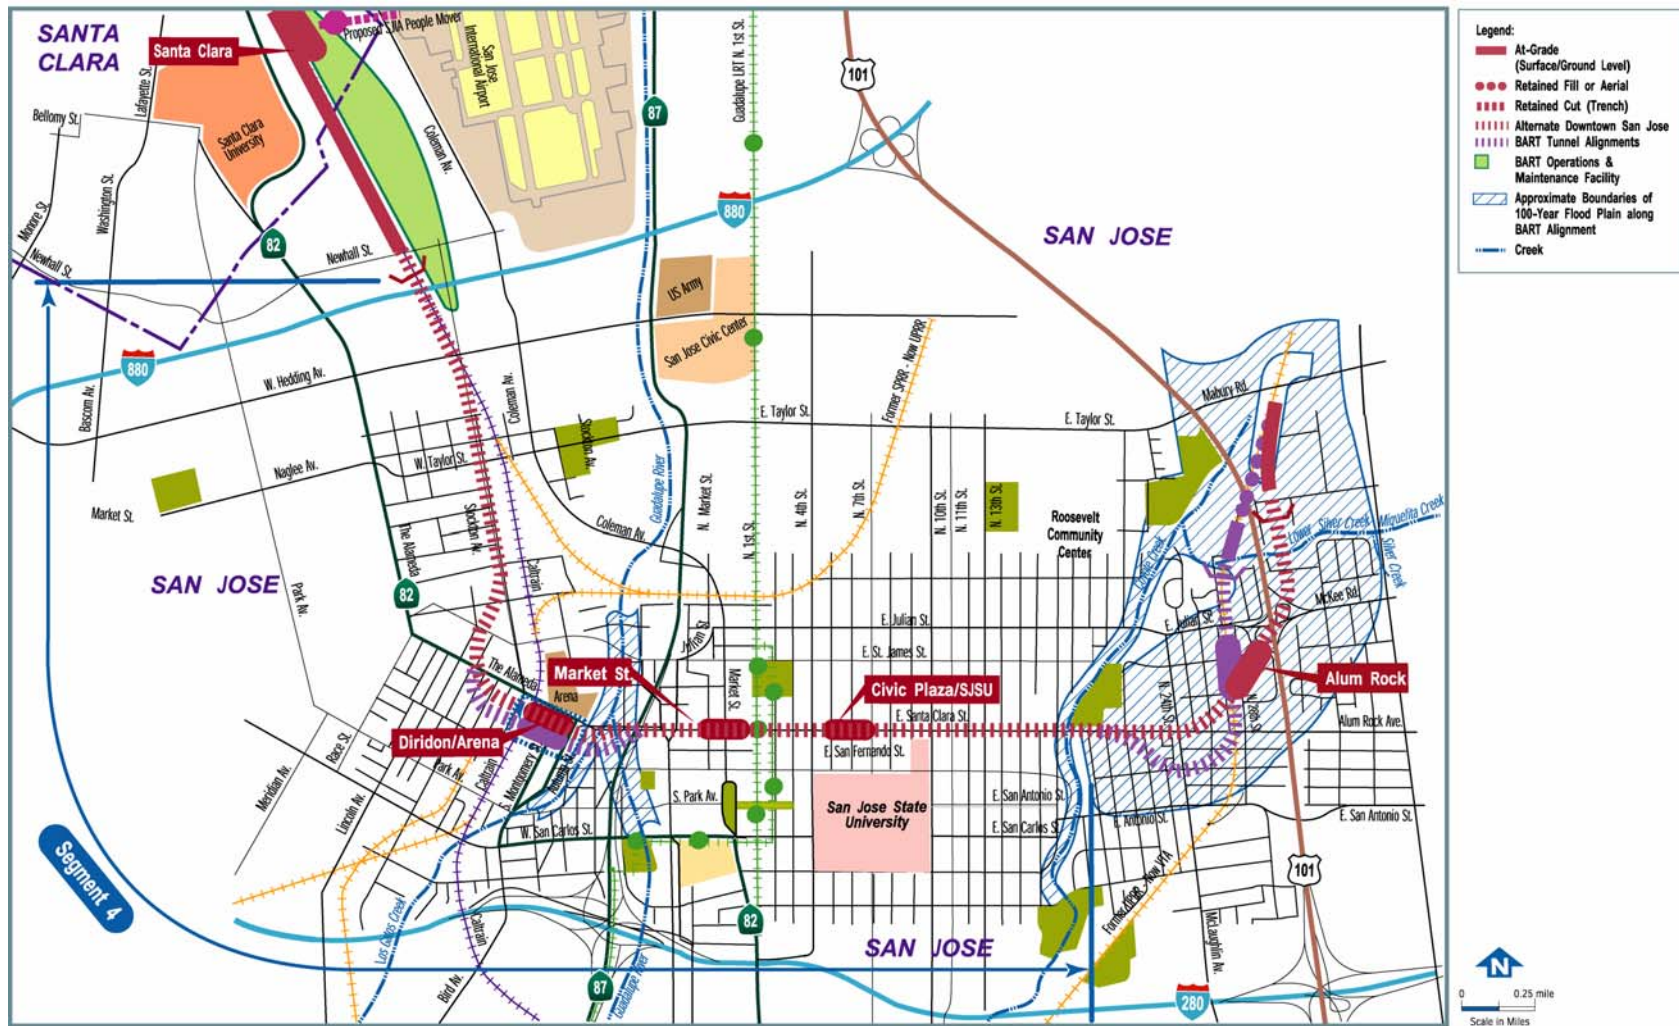 SANTA
CLARA
Santa Clara
Proposed SJIA People Mover
San Jose
International Airport
Lafayette St.
Bellomy St.
Santa Clara
University
Coleman Av.
Washington St.
Monroe St.
Newhall St.
Newhall St.
82
87
Guadalupe LRT N. 1st St.
101
880
SAN JOSE
US Army
San Jose Civic Center
Former SPRR - Now UPRR
880
Bascom Av.
W. Hedding Av.
Coleman Av.
E. Taylor St.
E. Taylor St.
Mabury Rd.
Naglee Av.
W. Taylor St.
Stockton Av.
Guadalupe River
Market St.
Stockton Av.
The Alameda
Coleman Av.
N. Market St.
N. 1st St.
N. 4th St.
N. 7th St.
N. 10th St.
N. 11th St.
N. 13th St.
Roosevelt
Community
Center
Coyote Creek
Lower Silver Creek
Miguelita Creek
Silver Creek
McKee Rd.
E. Julian St.
SAN JOSE
Park Av.
82
Caltrain
E. Julian St.
E. St. James St.
The Alameda
Arena
Market St.
Market St.
Civic Plaza/SJSU
E. Santa Clara St.
E. San Fernando St.
Alum Rock
N. 24th St.
N. 28th St.
Alum Rock Ave.
Diridon/Arena
Race St.
Park Av.
Caltrain
S. Montgomery
Autumn St.
Meridian Av.
Lincoln Av.
S. Park Av.
W. San Carlos St.
San Jose State
University
E. San Antonio St.
E. San Carlos St.
E. Antonio St.
E. San Antonio St.
101
Segment 4
Los Gatos Creek
Caltrain
Bird Av.
87
Guadalupe River
82
SAN JOSE
Former UPRR - Now VTA
McLaughlin Av.
280
Legend:
At-Grade
(Surface/Ground Level)
Retained Fill or Aerial
Retained Cut (Trench)
Alternate Downtown San Jose
BART Tunnel Alignments
BART Operations &
Maintenance Facility
Approximate Boundaries of
100-Year Flood Plain along
BART Alignment
Creek
N
0 0.25 mile
Scale in Miles